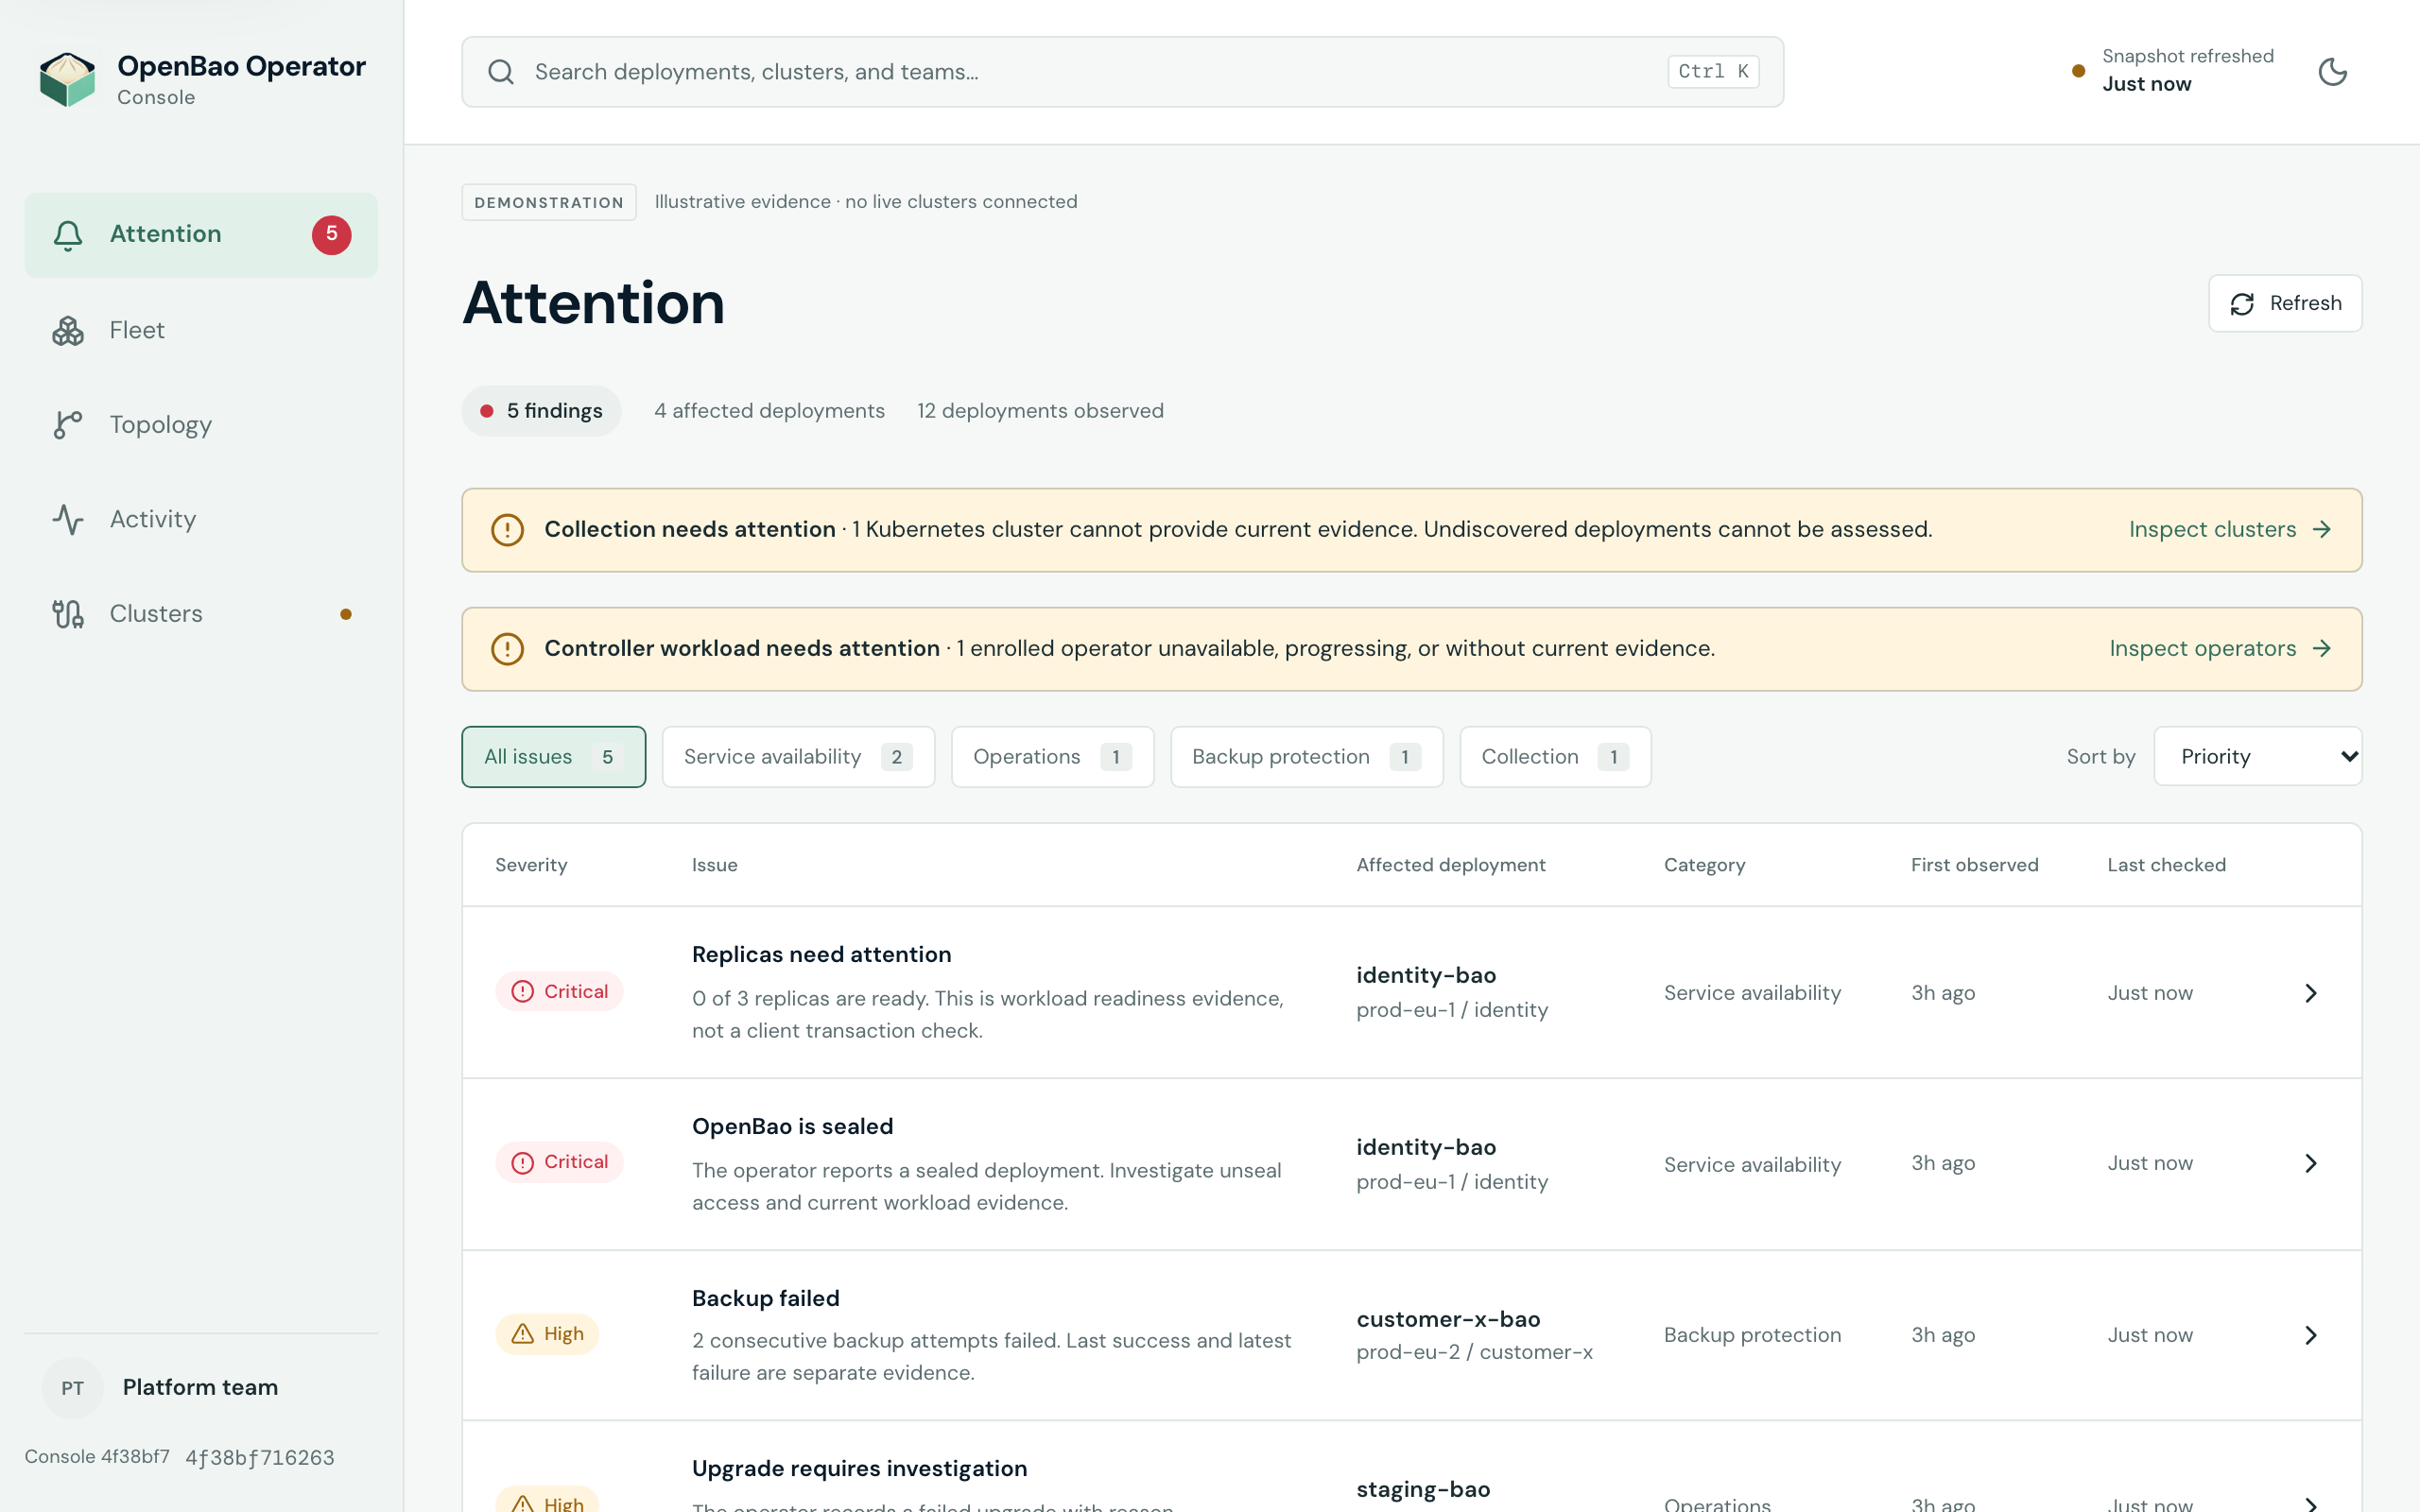 OpenBao Operator
Console
Search deployments, clusters, and teams...
Ctrl K
Snapshot refreshed
Just now
Attention
5
Fleet
Topology
Activity
Clusters
DEMONSTRATION
Illustrative evidence · no live clusters connected
Attention
Refresh
5 findings
4 affected deployments
12 deployments observed
Collection needs attention · 1 Kubernetes cluster cannot provide current evidence. Undiscovered deployments cannot be assessed.
Inspect clusters
Controller workload needs attention · 1 enrolled operator unavailable, progressing, or without current evidence.
Inspect operators
All issues 5
Service availability 2
Operations 1
Backup protection 1
Collection 1
Sort by
Priority
Severity
Issue
Affected deployment
Category
First observed
Last checked
Critical
Replicas need attention
0 of 3 replicas are ready. This is workload readiness evidence,
not a client transaction check.
identity-bao
prod-eu-1 / identity
Service availability
3h ago
Just now
Critical
OpenBao is sealed
The operator reports a sealed deployment. Investigate unseal
access and current workload evidence.
identity-bao
prod-eu-1 / identity
Service availability
3h ago
Just now
High
Backup failed
2 consecutive backup attempts failed. Last success and latest
failure are separate evidence.
customer-x-bao
prod-eu-2 / customer-x
Backup protection
3h ago
Just now
High
Upgrade requires investigation
The operator records a failed upgrade with reason
staging-bao
Operations
3h ago
Just now
PT
Platform team
Console 4f38bf7 4f38bf716263